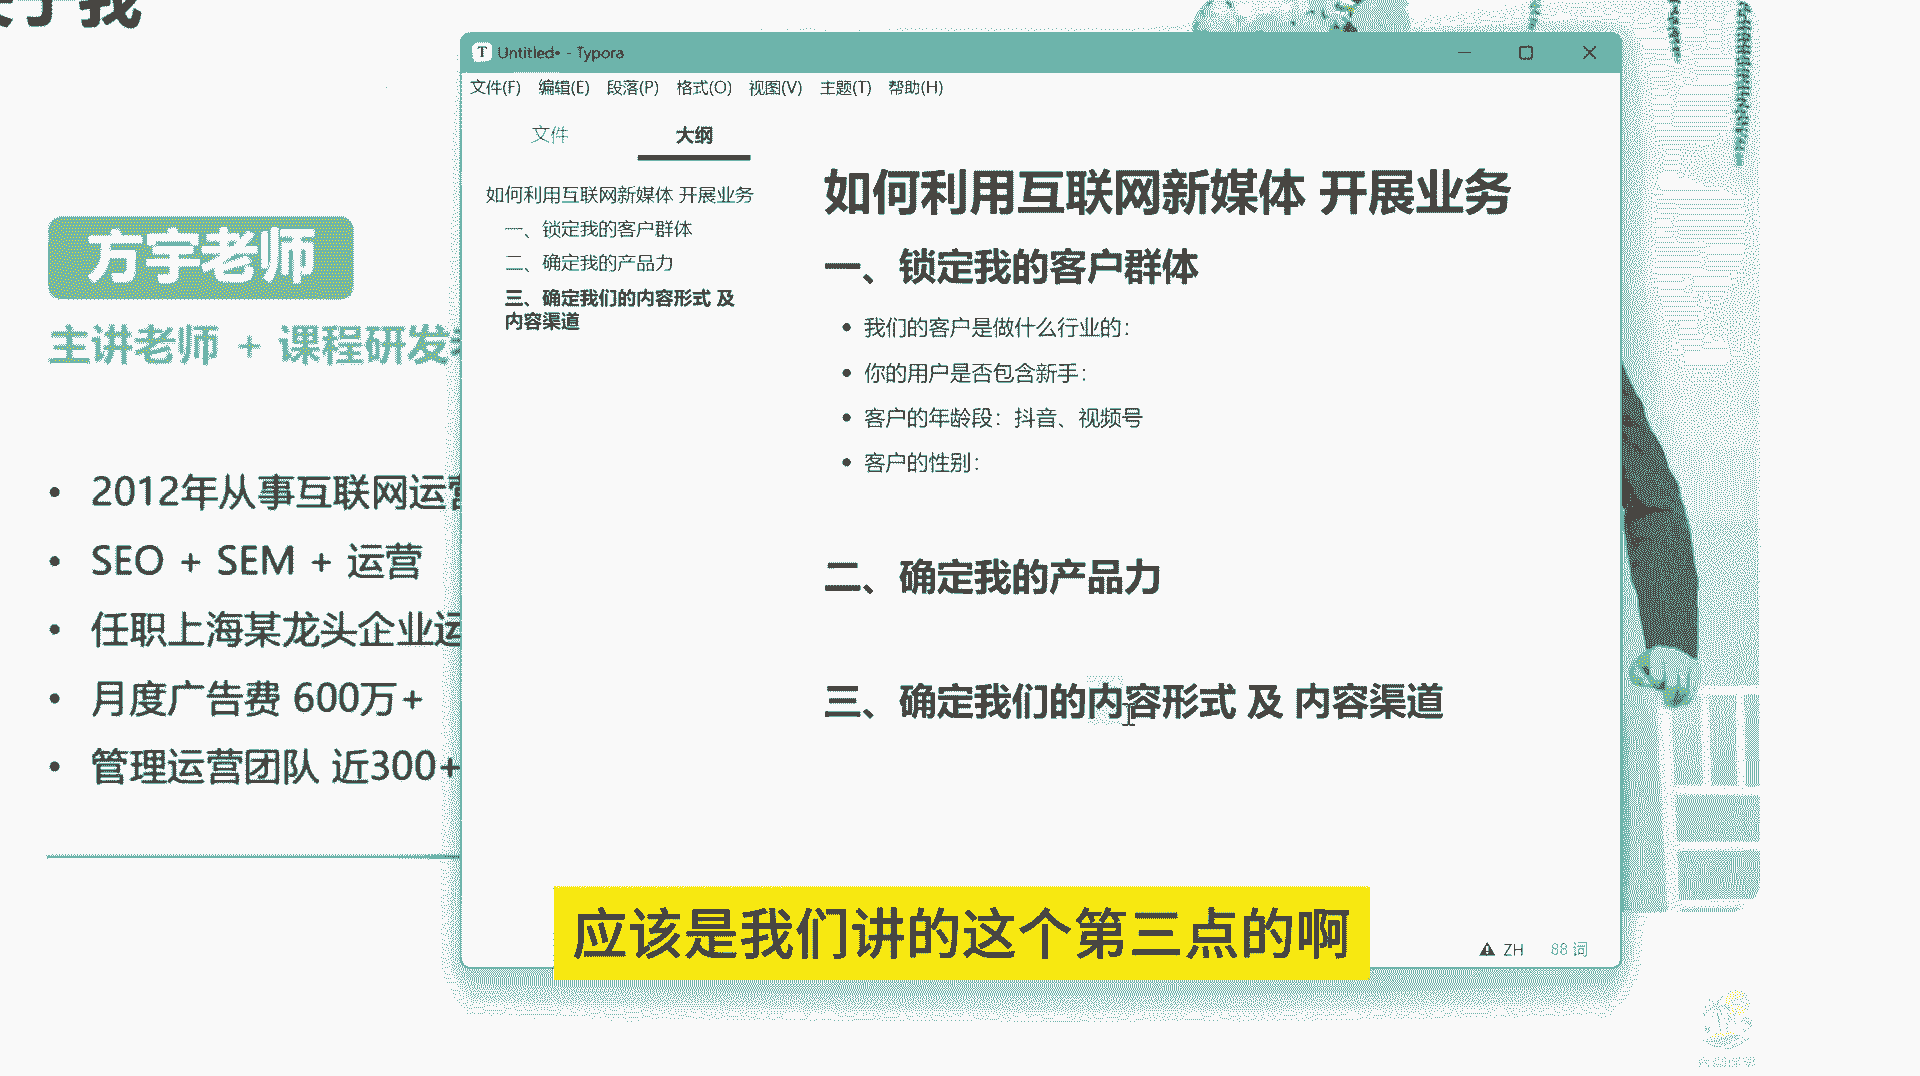 关于我
Untitled• - Typora
文件(F) 编辑(E) 段落(P) 格式(O) 视图(V) 主题(T) 帮助(H)
文件 大纲
如何利用互联网新媒体 开展业务
一、锁定我的客户群体
二、确定我的产品力
三、确定我们的内容形式 及
内容渠道
如何利用互联网新媒体 开展业务
一、锁定我的客户群体
• 我们的客户是做什么行业的：
• 你的用户是否包含新手：
• 客户的年龄段：抖音、视频号
• 客户的性别：
二、确定我的产品力
三、确定我们的内容形式 及 内容渠道
ZH 88 词
方宇老师
主讲老师 + 课程研发
• 2012年从事互联网运营
• SEO + SEM + 运营
• 任职上海某龙头企业运
• 月度广告费 600万+
• 管理运营团队 近300+
应该是我们讲的这个第三点的啊